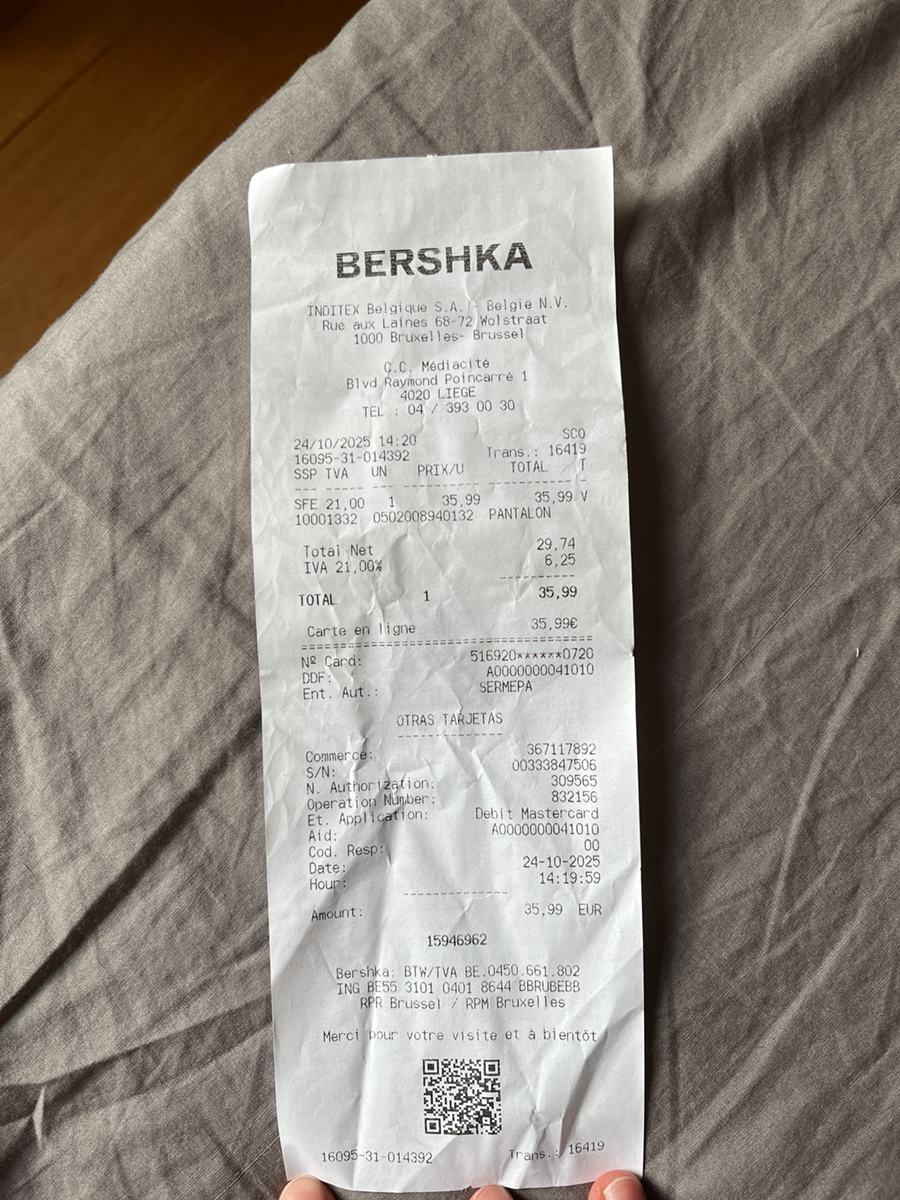 BERSHKA
INDITEX Belgique S.A. - Belgie N.V.
Rue aux Laines 68-72 Wolstraat
1000 Bruxelles- Brussel
C.C. Médiacité
Blvd Raymond Poincarré 1
4020 LIEGE
TEL : 04 / 393 00 30
SCO
24/10/2025 14:20
16095-31-014392 Trans.: 16419
SSP TVA UN PRIX/U TOTAL T
--- ----- --- --------- --------- -
SFE 21,00 1 35,99 35,99 V
10001332 0502008940132 PANTALON
Total Net 29,74
IVA 21,00% 6,25
----------
TOTAL 1 35,99
Carte en ligne 35,99€
========================================
Nº Card: 516920******0720
DDF: A0000000041010
Ent. Aut.: SERMEPA
OTRAS TARJETAS
--------------
Commerce: 367117892
S/N: 00333847506
N. Authorization: 309565
Operation Number: 832156
Et. Application: Debit Mastercard
Aid: A0000000041010
Cod. Resp: 00
Date: 24-10-2025
Hour: 14:19:59
--------------
Amount: 35,99 EUR
15946962
Bershka: BTW/TVA BE.0450.661.802
ING BE55 3101 0401 8644 BBRUBEBB
RPR Brussel / RPM Bruxelles
Merci pour votre visite et à bientôt
16095-31-014392 Trans.: 16419